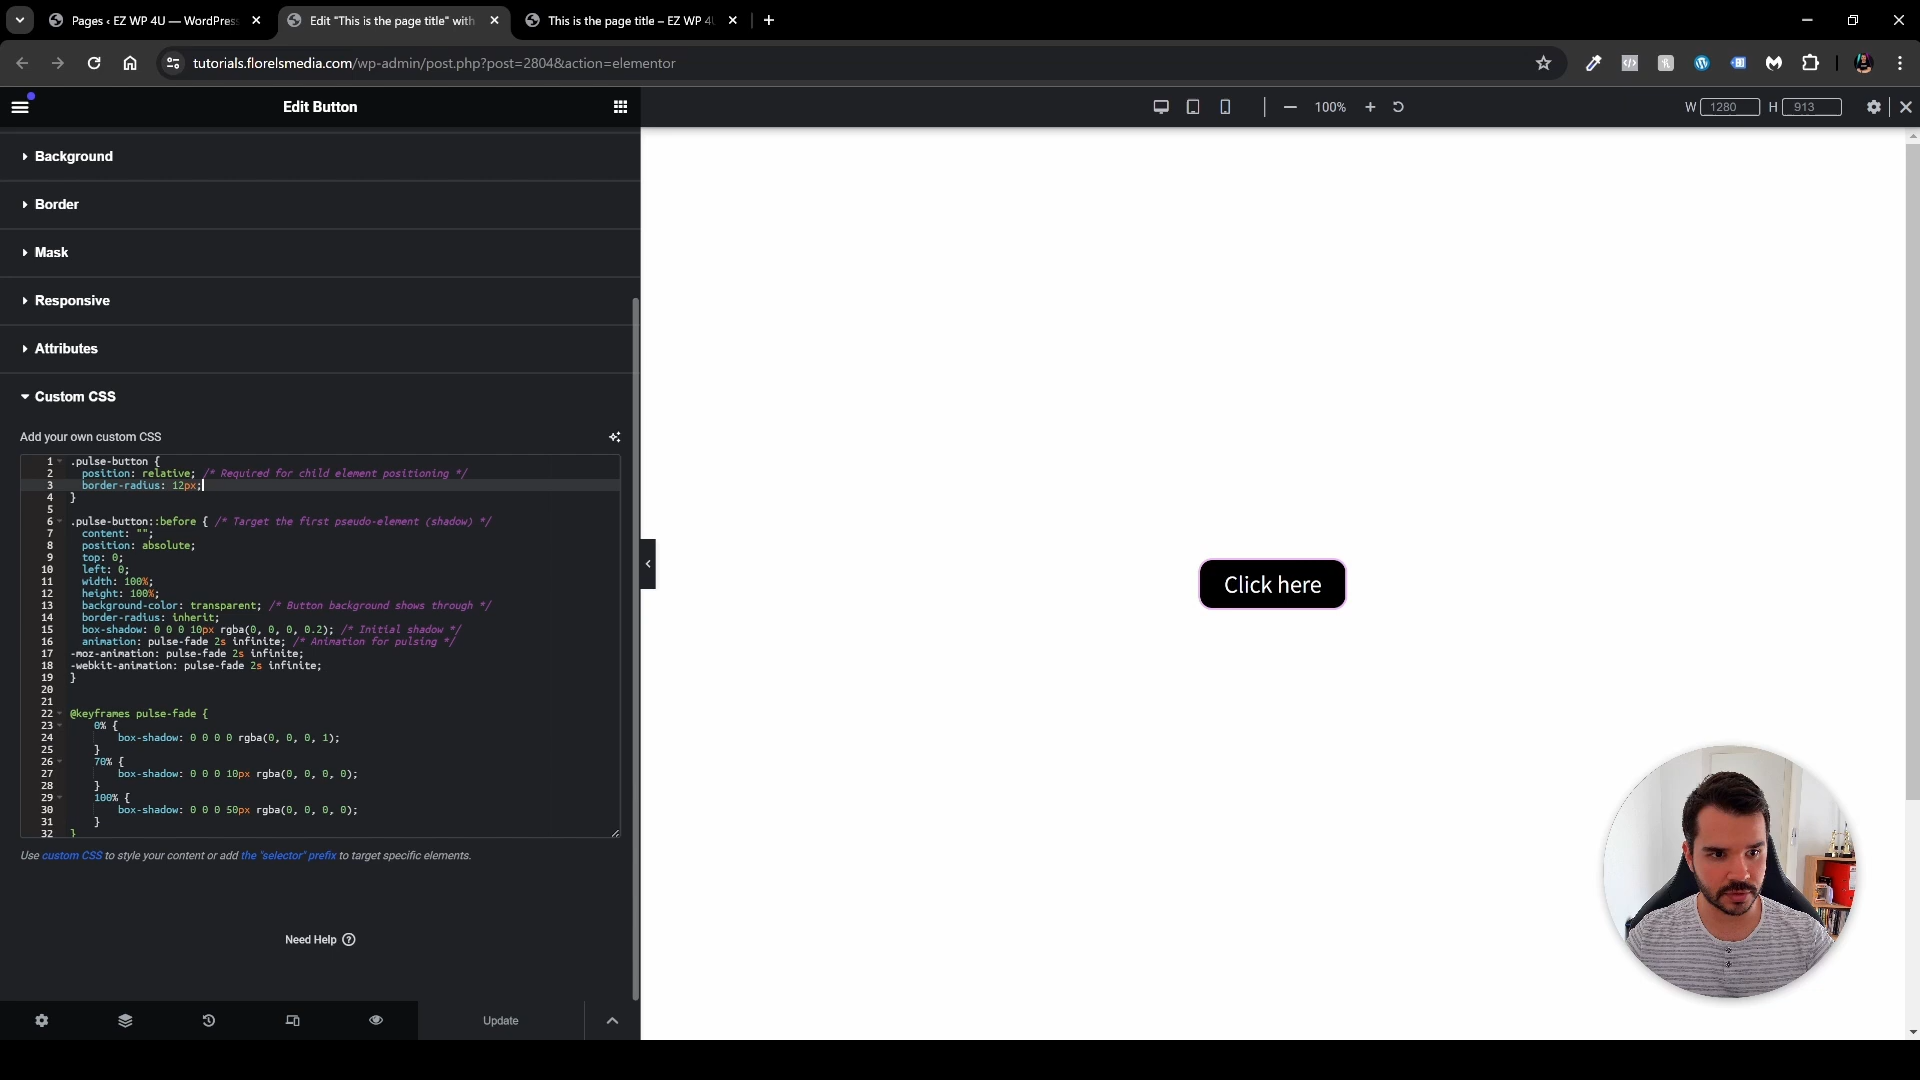 Pages ‹ EZ WP 4U — WordPress
Edit "This is the page title" with
This is the page title – EZ WP 4U
tutorials.florelsmedia.com/wp-admin/post.php?post=2804&action=elementor
Edit Button
100%
W 1280 H 913
Background
Border
Mask
Responsive
Attributes
Custom CSS
Add your own custom CSS
1 .pulse-button {
2 position: relative; /* Required for child element positioning */
3 border-radius: 12px;
4 }
5
6 .pulse-button::before { /* Target the first pseudo-element (shadow) */
7 content: "";
8 position: absolute;
9 top: 0;
10 left: 0;
11 width: 100%;
12 height: 100%;
13 background-color: transparent; /* Button background shows through */
14 border-radius: inherit;
15 box-shadow: 0 0 0 10px rgba(0, 0, 0, 0.2); /* Initial shadow */
16 animation: pulse-fade 2s infinite; /* Animation for pulsing */
17 -moz-animation: pulse-fade 2s infinite;
18 -webkit-animation: pulse-fade 2s infinite;
19 }
20
21
22 @keyframes pulse-fade {
23 0% {
24 box-shadow: 0 0 0 0 rgba(0, 0, 0, 1);
25 }
26 70% {
27 box-shadow: 0 0 0 10px rgba(0, 0, 0, 0);
28 }
29 100% {
30 box-shadow: 0 0 0 50px rgba(0, 0, 0, 0);
31 }
32 }
Use custom CSS to style your content or add the "selector" prefix to target specific elements.
Need Help
Update
Click here